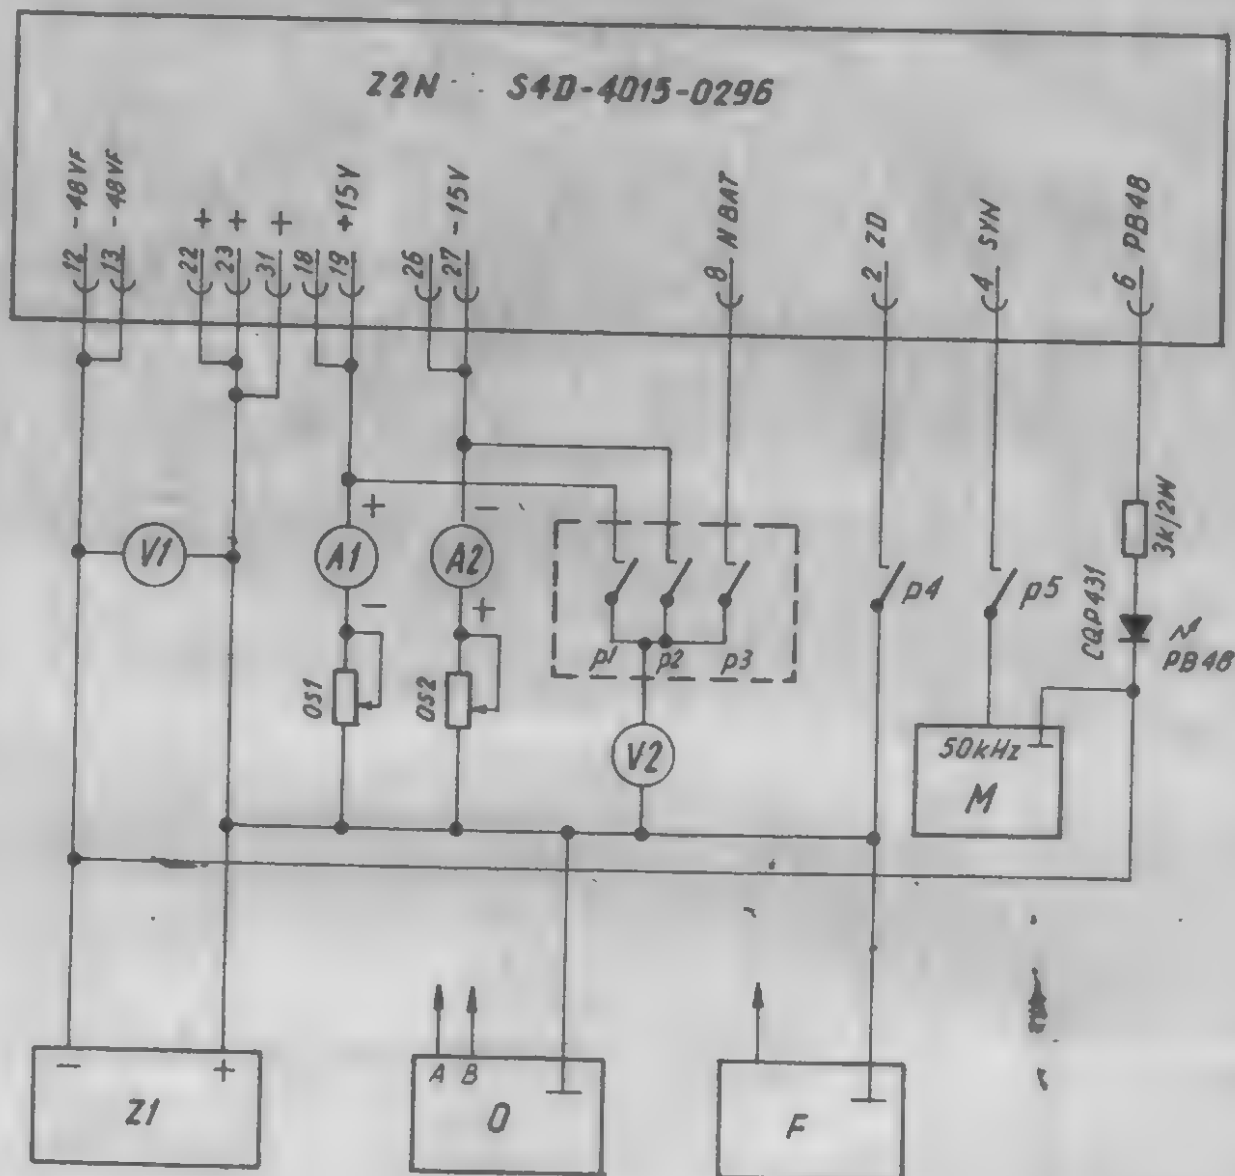 Z2N S4D-4015-0296
12 -48VF
13 -48VF
22 +
23 +
31 +
18
19 +15V
26
27 -15V
8 NBAT
2 ZD
4 SYN
6 PB48
V1
A1
+
-
A2
-
+
OS1
OS2
p1 p2 p3
V2
p4
p5
3k/2W
CQP431
PB48
50kHz
M
- +
Z1
A B
O
F